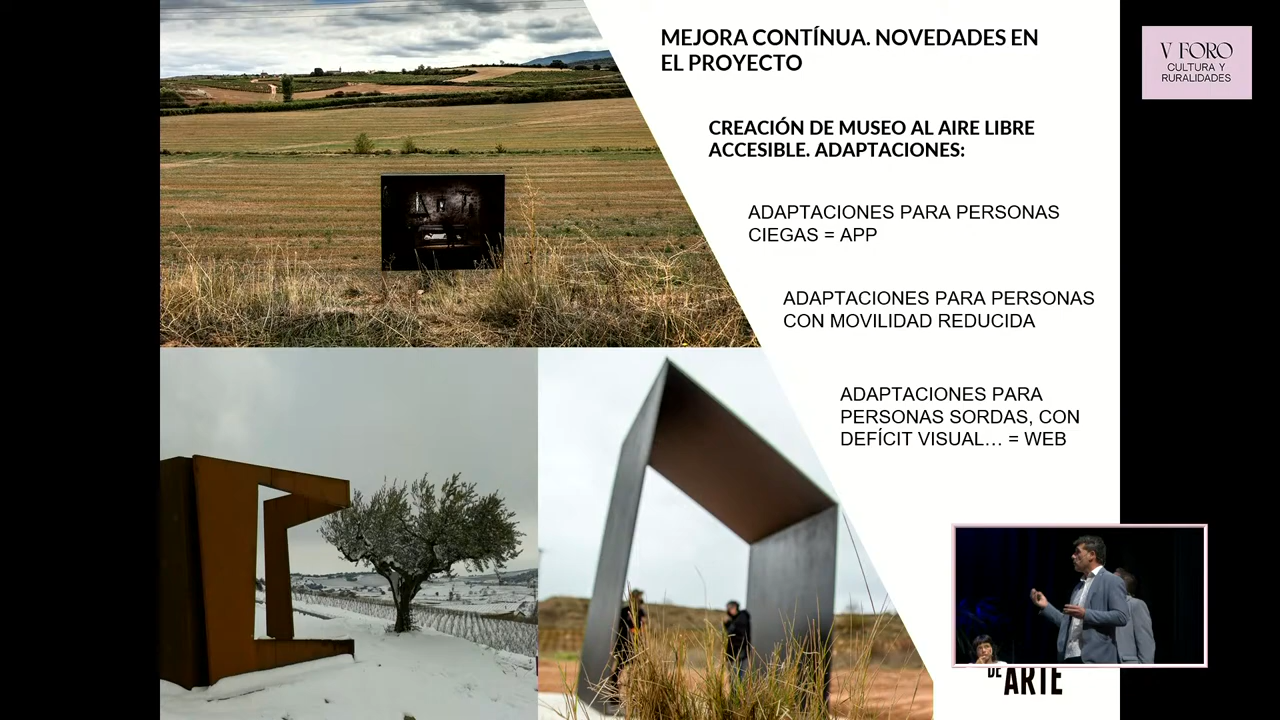 MEJORA CONTÍNUA. NOVEDADES EN
EL PROYECTO
V FORO
CULTURA Y
RURALIDADES
CREACIÓN DE MUSEO AL AIRE LIBRE
ACCESIBLE. ADAPTACIONES:
ADAPTACIONES PARA PERSONAS
CIEGAS = APP
ADAPTACIONES PARA PERSONAS
CON MOVILIDAD REDUCIDA
ADAPTACIONES PARA
PERSONAS SORDAS, CON
DEFÍCIT VISUAL... = WEB
DE ARTE